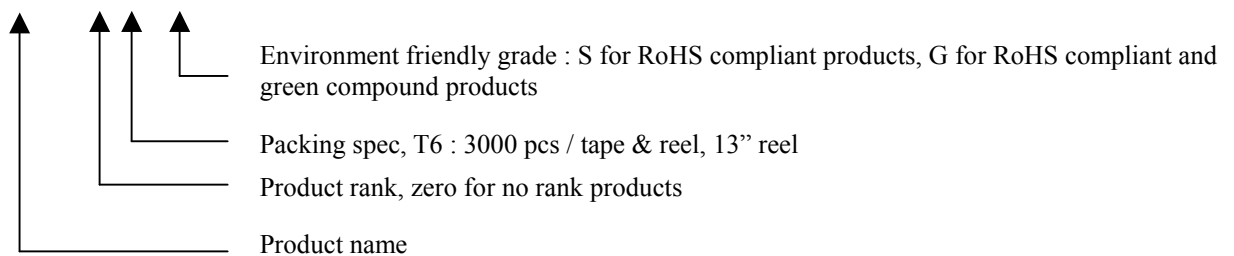 Environment friendly grade : S for RoHS compliant products, G for RoHS compliant and
green compound products
Packing spec, T6 : 3000 pcs / tape & reel, 13” reel
Product rank, zero for no rank products
Product name